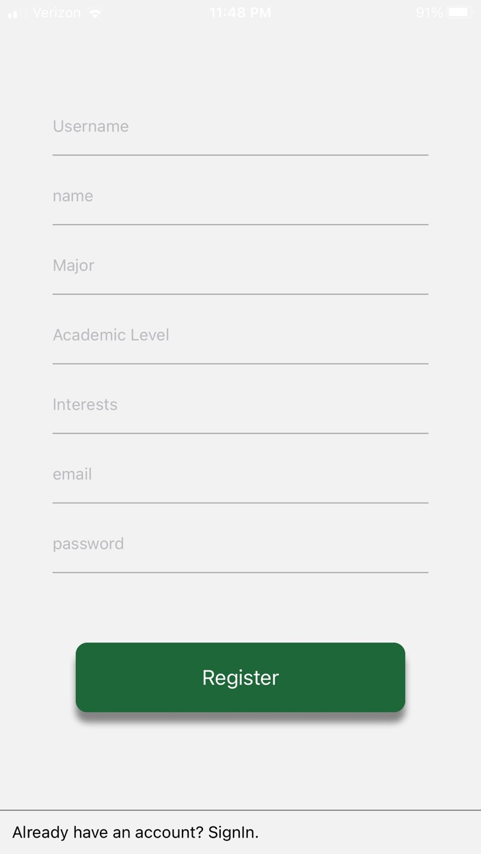 Verizon 11:48 PM 91%
Username
name
Major
Academic Level
Interests
email
password
Register
Already have an account? SignIn.